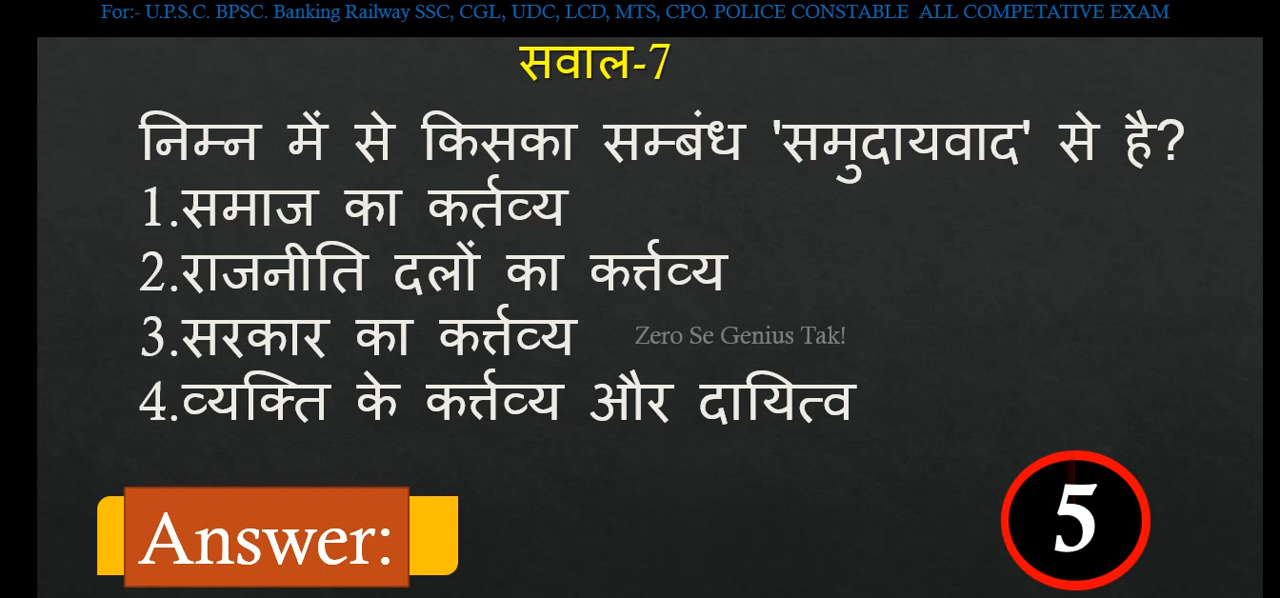 For:- U.P.S.C. BPSC. Banking Railway SSC, CGL, UDC, LCD, MTS, CPO. POLICE CONSTABLE ALL COMPETATIVE EXAM
सवाल-7
निम्न में से किसका सम्बंध 'समुदायवाद' से है?
1.समाज का कर्तव्य
2.राजनीति दलों का कर्त्तव्य
3.सरकार का कर्त्तव्य
Zero Se Genius Tak!
4.व्यक्ति के कर्त्तव्य और दायित्व
Answer:
5